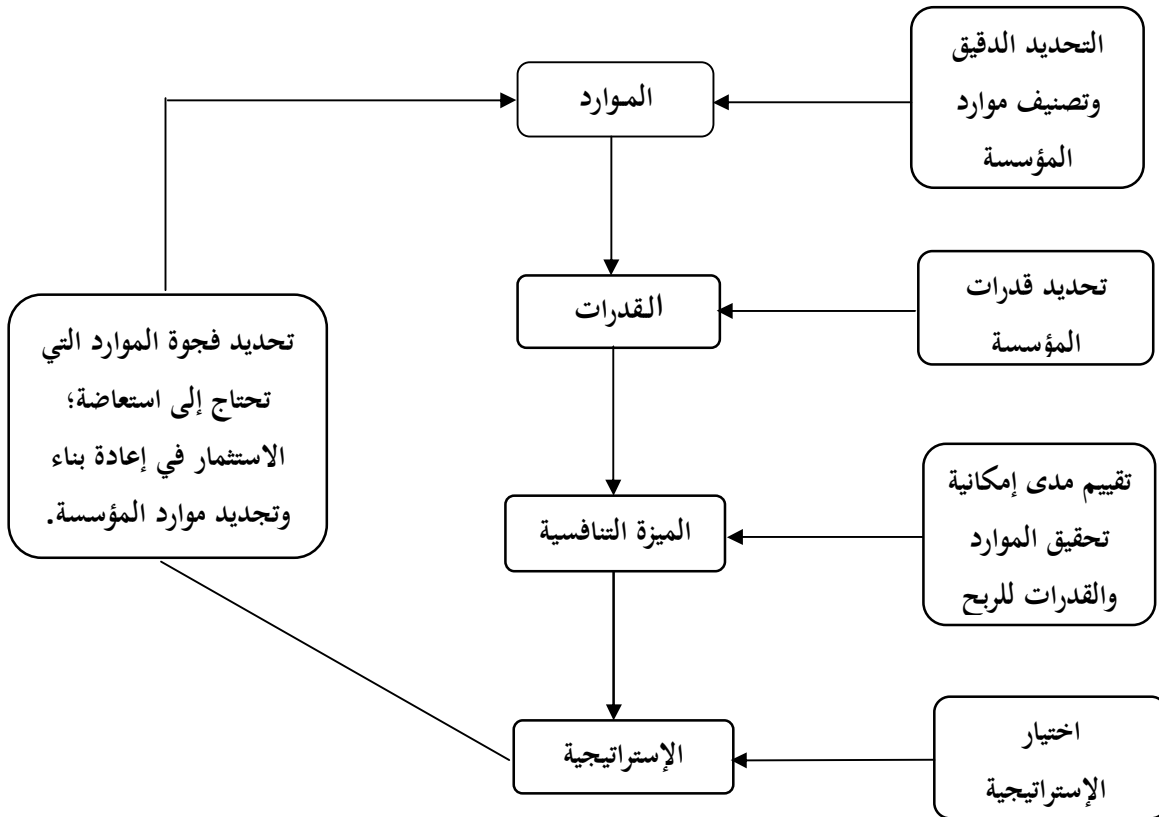 التحديد الدقيق
وتصنيف موارد
المؤسسة
المـوارد
تحديد قدرات
المؤسسة
القدرات
تحديد فجوة الموارد التي
تحتاج إلى استعاضة؛
الاستثمار في إعادة بناء
وتجديد موارد المؤسسة.
تقييم مدى إمكانية
تحقيق الموارد
والقدرات للربح
الميزة التنافسية
اختيار
الإستراتيجية
الإستراتيجية